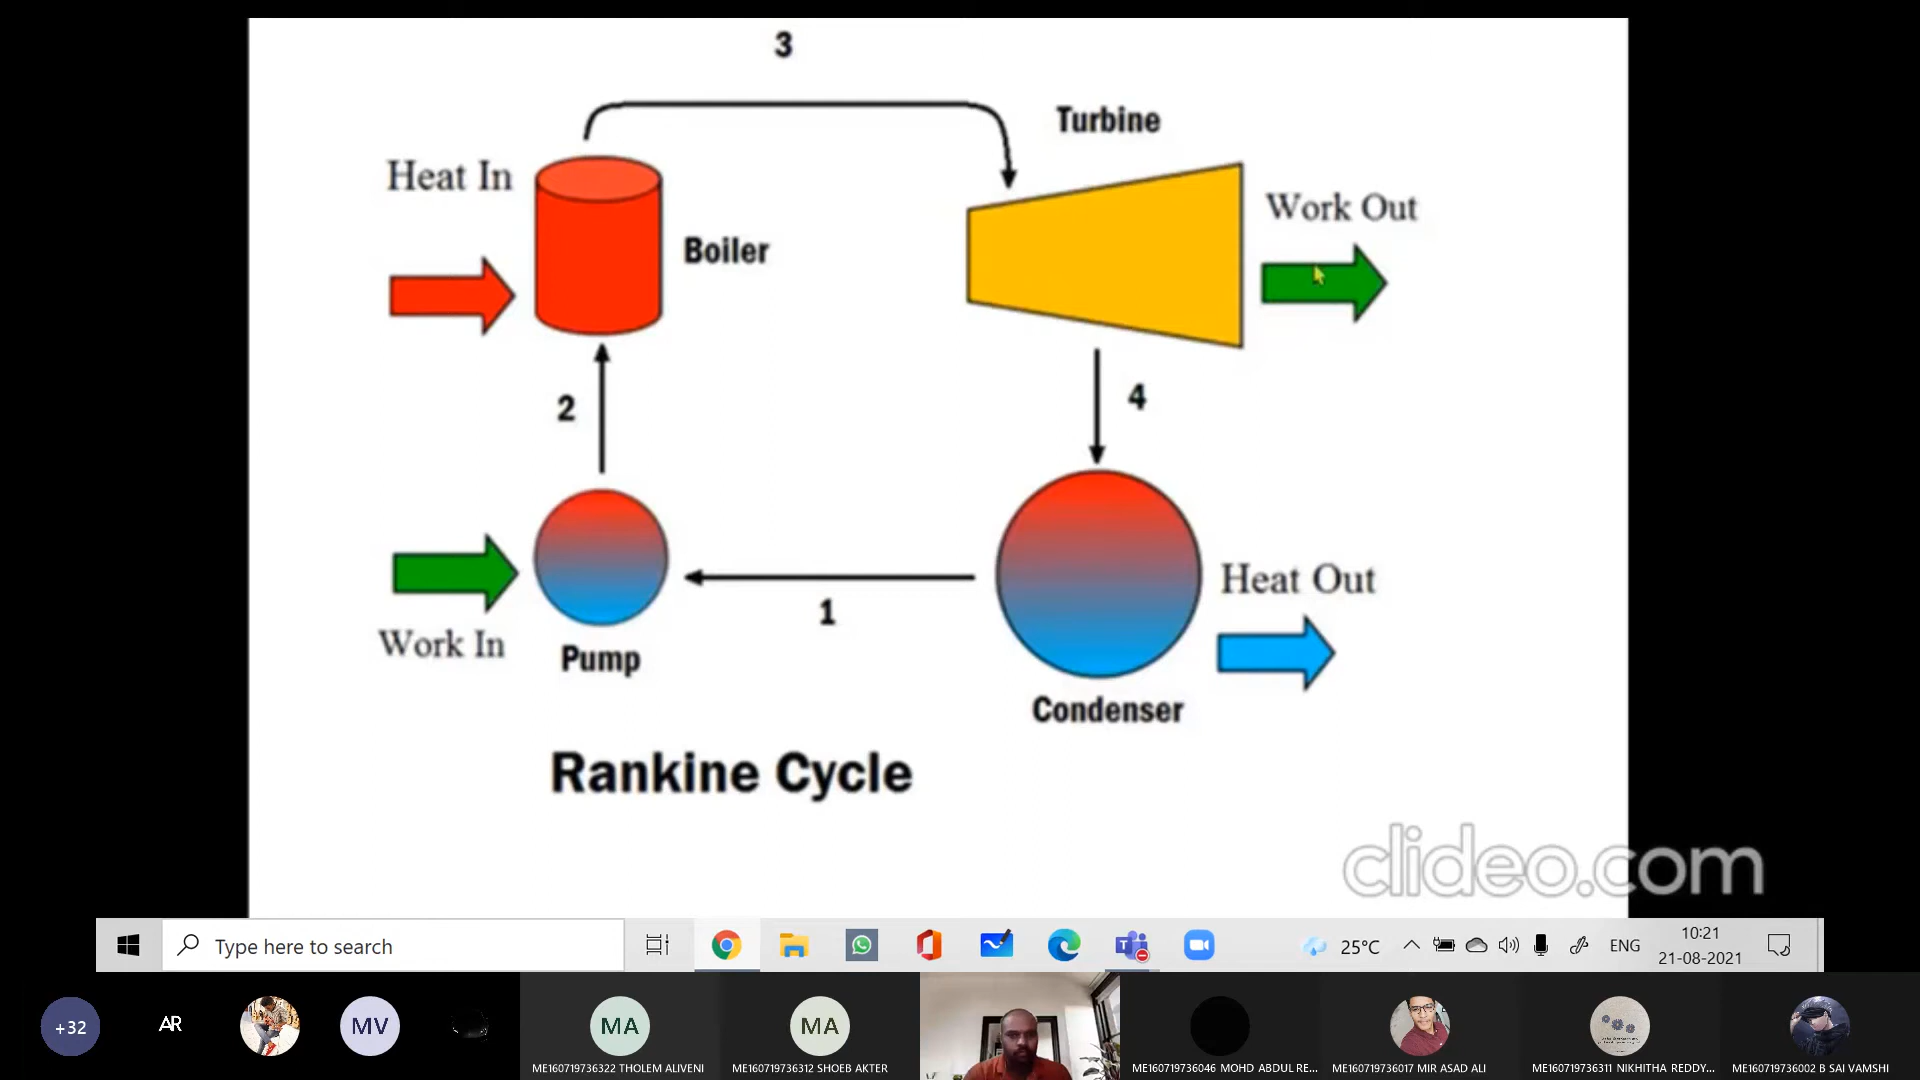 3
Turbine
Heat In
Work Out
Boiler
2
4
Heat Out
1
Work In
Pump
Condenser
Rankine Cycle
clideo.com
Type here to search
25°C
ENG
10:21
21-08-2021
+32
AR
MV
MA
MA
ME160719736322 THOLEM ALIVENI
ME160719736312 SHOEB AKTER
ME160719736046 MOHD ABDUL RE...
ME160719736017 MIR ASAD ALI
ME160719736311 NIKHITHA REDDY...
ME160719736002 B SAI VAMSHI